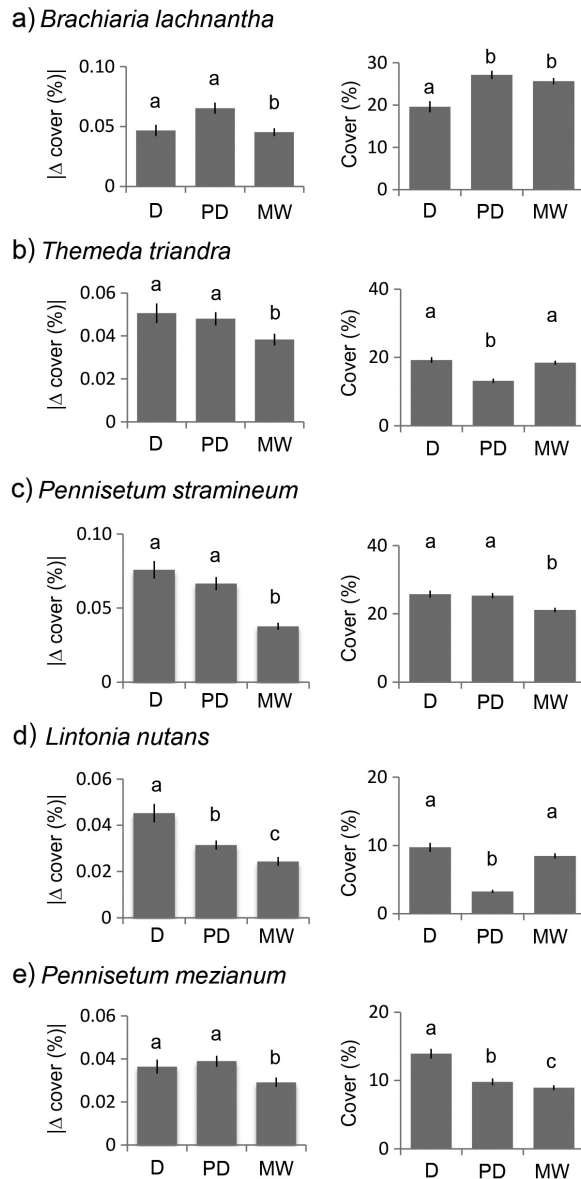 a) Brachiaria lachnantha
|Δ cover (%)|
0.10
0.05
0
a a b
D PD MW
Cover (%)
30
20
10
0
a b b
D PD MW
b) Themeda triandra
|Δ cover (%)|
0.06
0.04
0.02
0
a a b
D PD MW
Cover (%)
40
20
0
a b a
D PD MW
c) Pennisetum stramineum
|Δ cover (%)|
0.10
0.05
0
a a b
D PD MW
Cover (%)
40
20
0
a a b
D PD MW
d) Lintonia nutans
|Δ cover (%)|
0.06
0.04
0.02
0
a b c
D PD MW
Cover (%)
20
10
0
a b a
D PD MW
e) Pennisetum mezianum
|Δ cover (%)|
0.06
0.04
0.02
0
a a b
D PD MW
Cover (%)
20
10
0
a b c
D PD MW